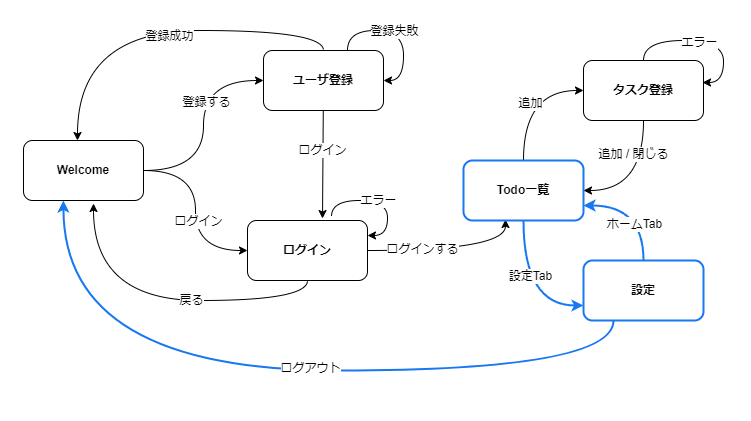 登録成功
登録失敗
エラー
ユーザ登録
登録する
追加
タスク登録
ログイン
追加 / 閉じる
Welcome
Todo一覧
エラー
ログイン
ホームTab
ログイン
ログインする
設定Tab
設定
戻る
ログアウト